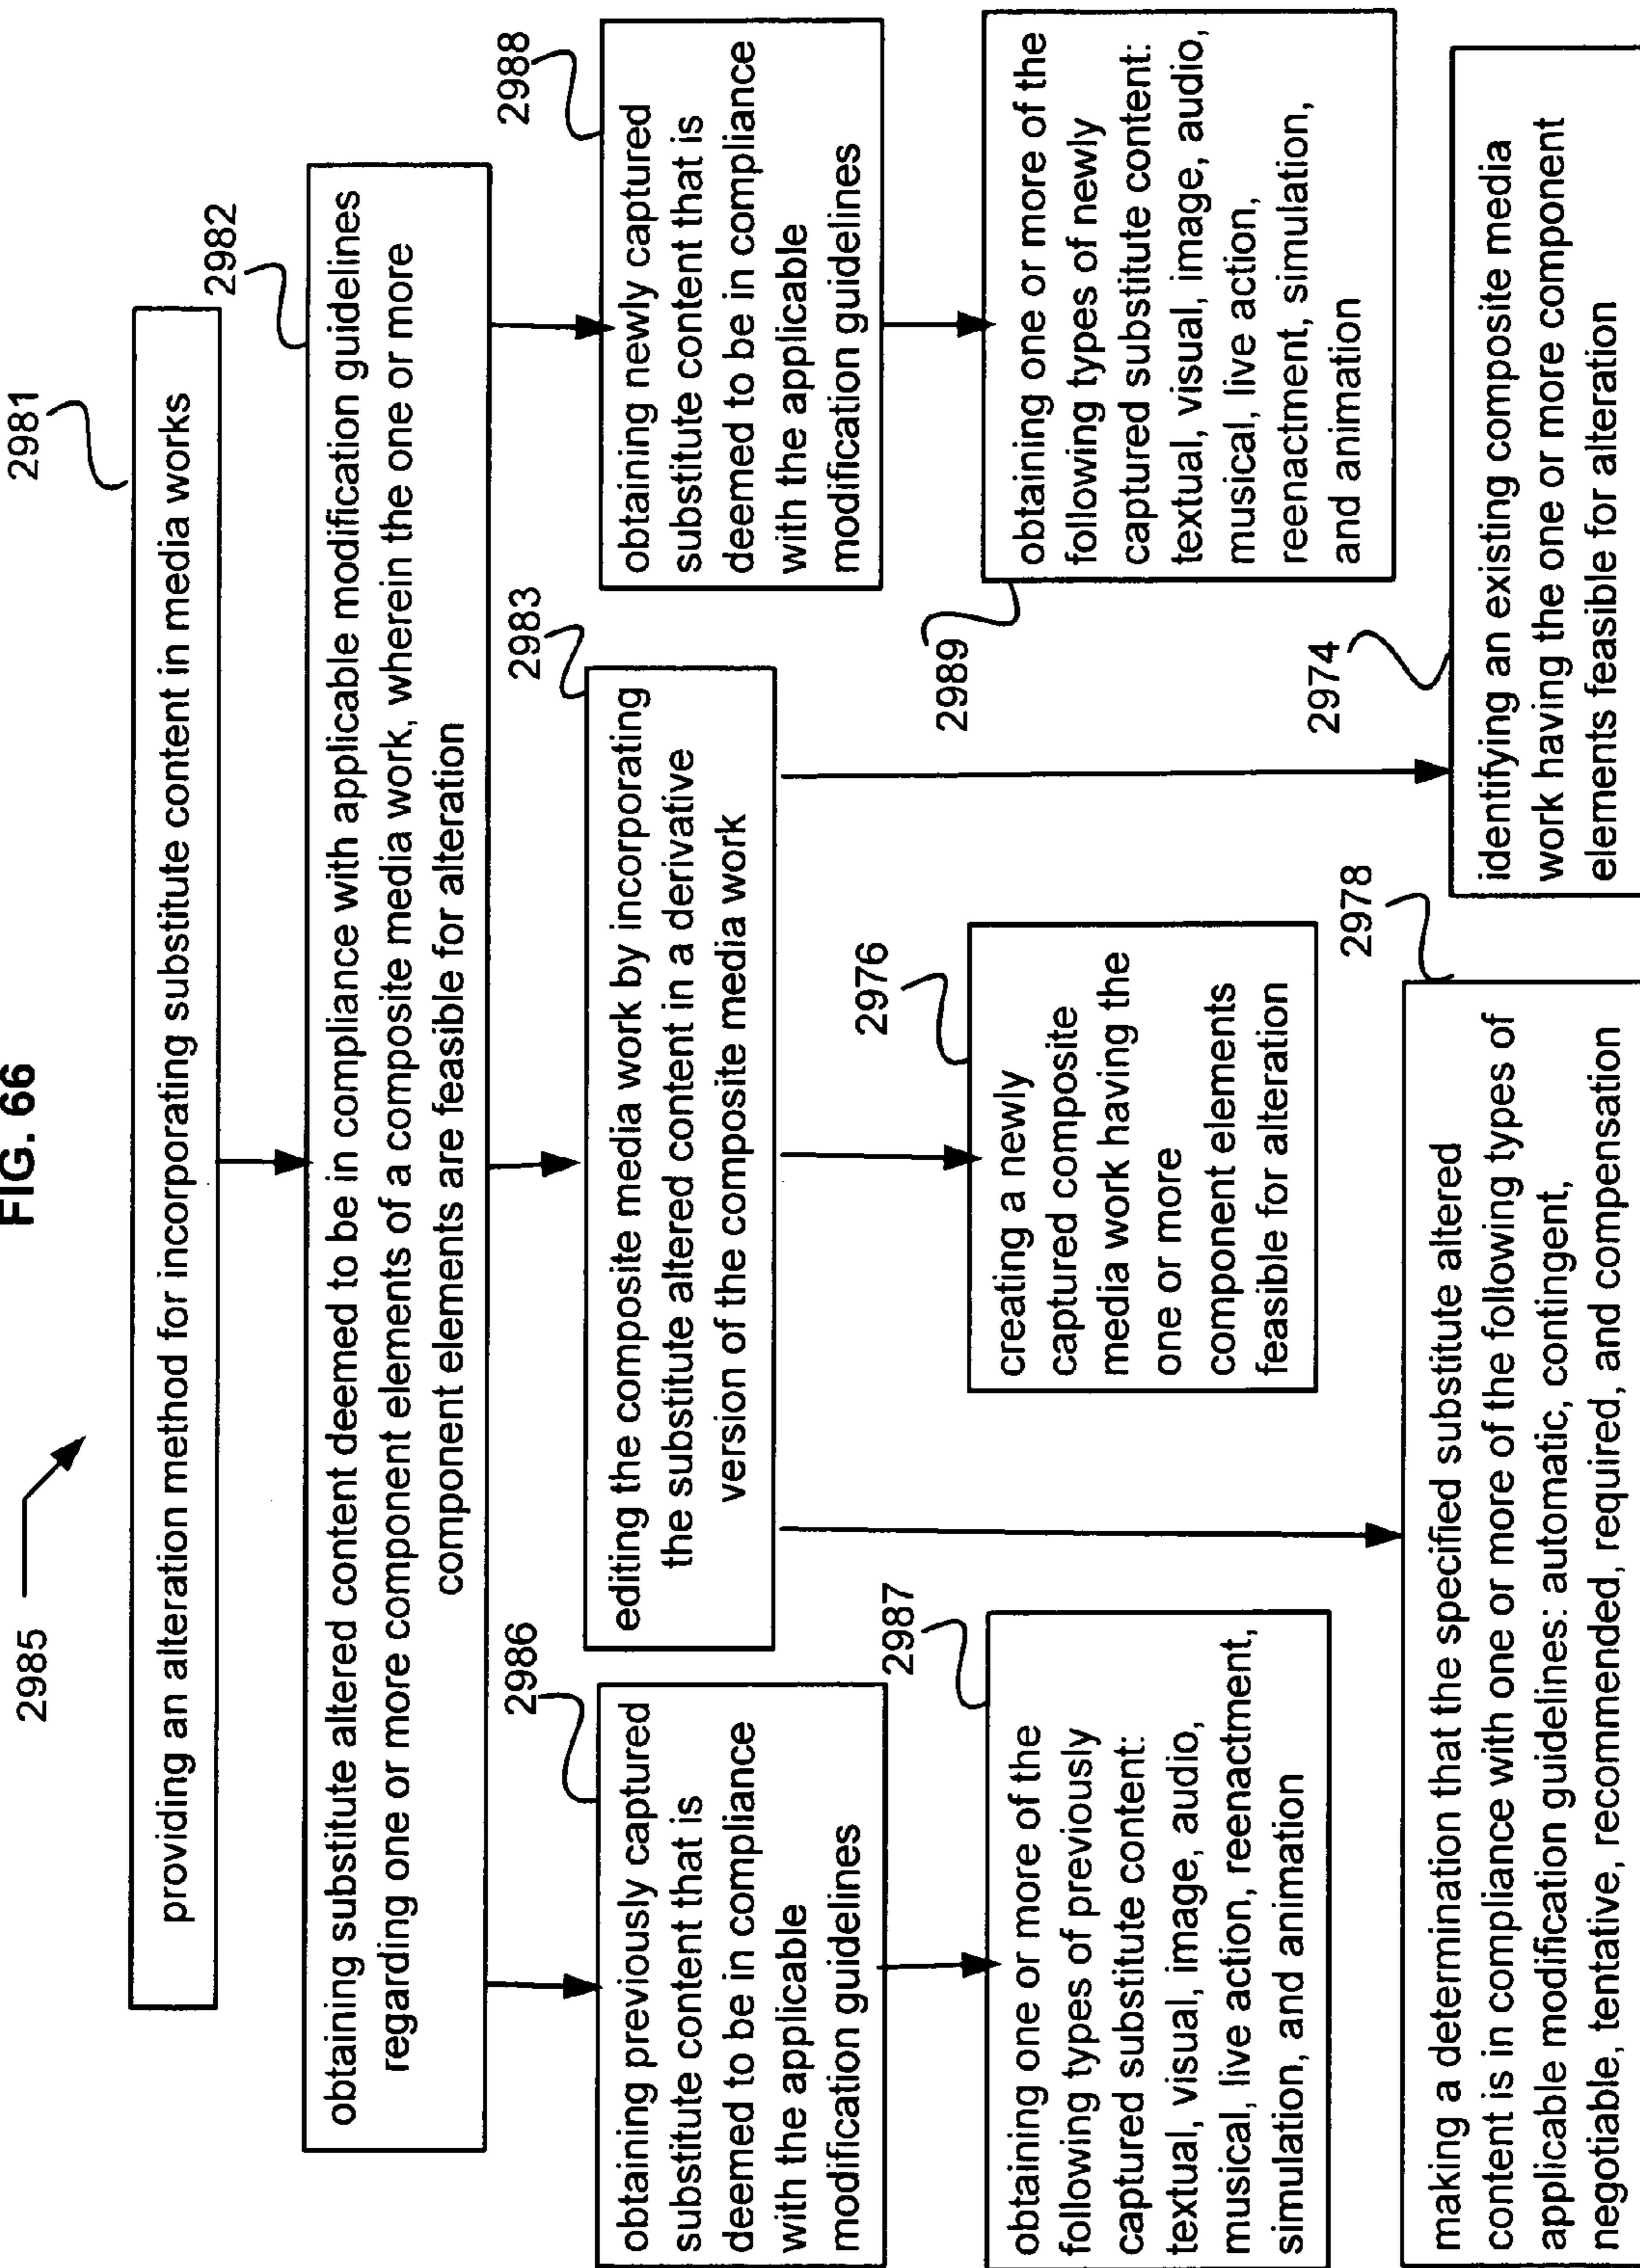 FIG. 66
2985
2981
providing an alteration method for incorporating substitute content in media works
2982
obtaining substitute altered content deemed to be in compliance with applicable modification guidelines
regarding one or more component elements of a composite media work, wherein the one or more
component elements are feasible for alteration
2986
obtaining previously captured
substitute content that is
deemed to be in compliance
with the applicable
modification guidelines
2983
editing the composite media work by incorporating
the substitute altered content in a derivative
version of the composite media work
2988
obtaining newly captured
substitute content that is
deemed to be in compliance
with the applicable
modification guidelines
2987
obtaining one or more of the
following types of previously
captured substitute content:
textual, visual, image, audio,
musical, live action, reenactment,
simulation, and animation
2976
creating a newly
captured composite
media work having the
one or more
component elements
feasible for alteration
2989
obtaining one or more of the
following types of newly
captured substitute content:
textual, visual, image, audio,
musical, live action,
reenactment, simulation,
and animation
2978
making a determination that the specified substitute altered
content is in compliance with one or more of the following types of
applicable modification guidelines: automatic, contingent,
negotiable, tentative, recommended, required, and compensation
2974
identifying an existing composite media
work having the one or more component
elements feasible for alteration